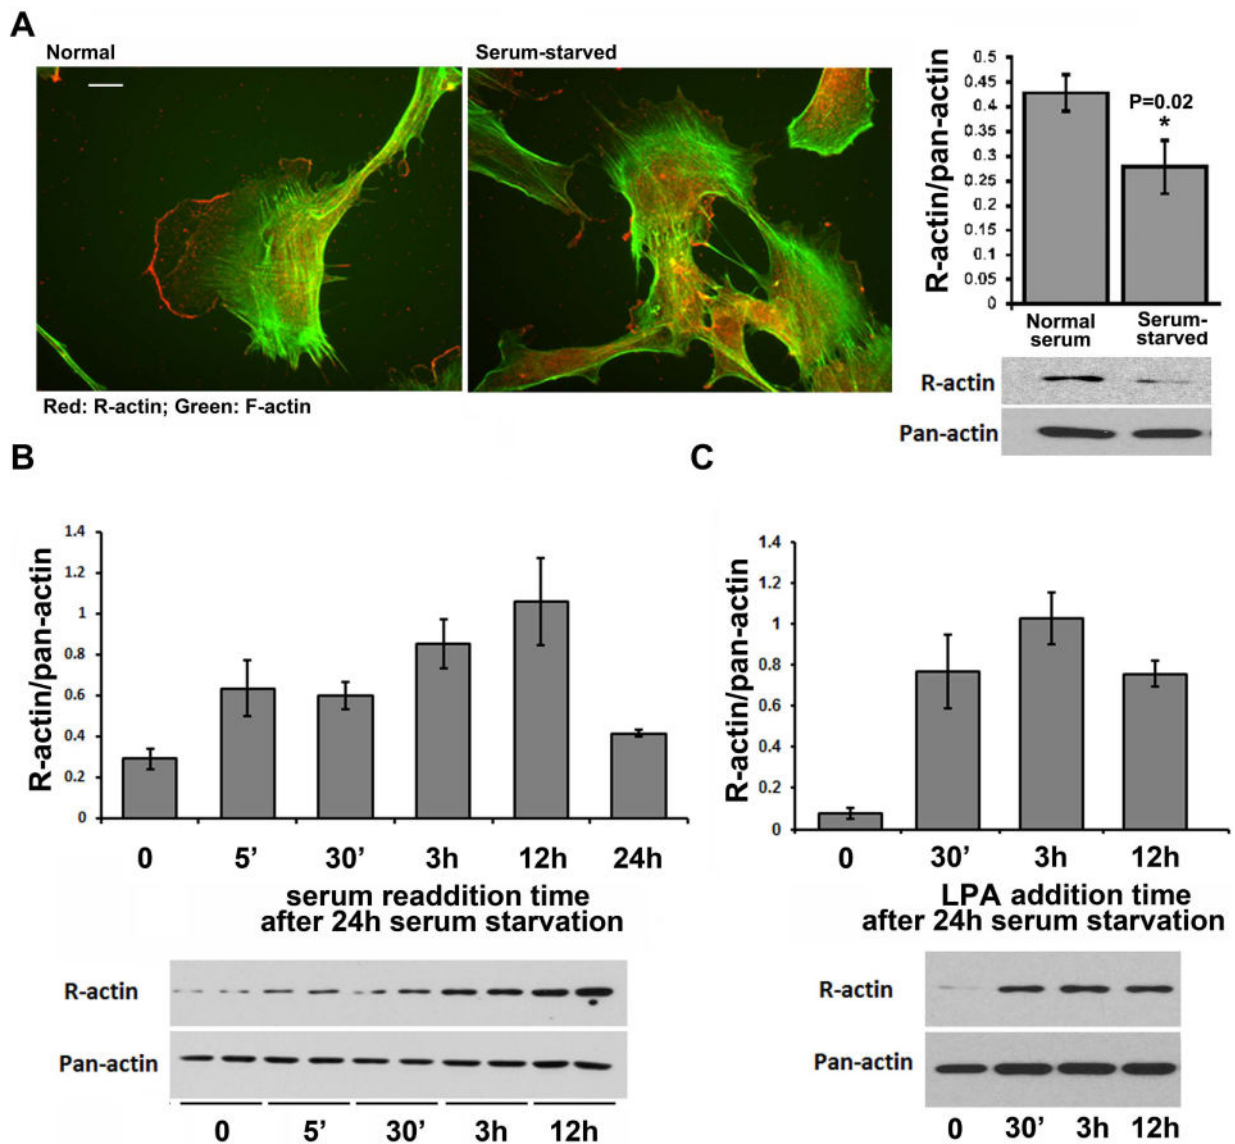 A
Normal
Serum-starved
Red: R-actin; Green: F-actin
R-actin/pan-actin
0.5
0.45
0.4
0.35
0.3
0.25
0.2
0.15
0.1
0.05
0
P=0.02
*
Normal serum
Serum-starved
R-actin
Pan-actin
B
R-actin/pan-actin
1.4
1.2
1
0.8
0.6
0.4
0.2
0
0 5’ 30’ 3h 12h 24h
serum readdition time
after 24h serum starvation
R-actin
Pan-actin
0 5’ 30’ 3h 12h
C
R-actin/pan-actin
1.4
1.2
1
0.8
0.6
0.4
0.2
0
0 30’ 3h 12h
LPA addition time
after 24h serum starvation
R-actin
Pan-actin
0 30’ 3h 12h